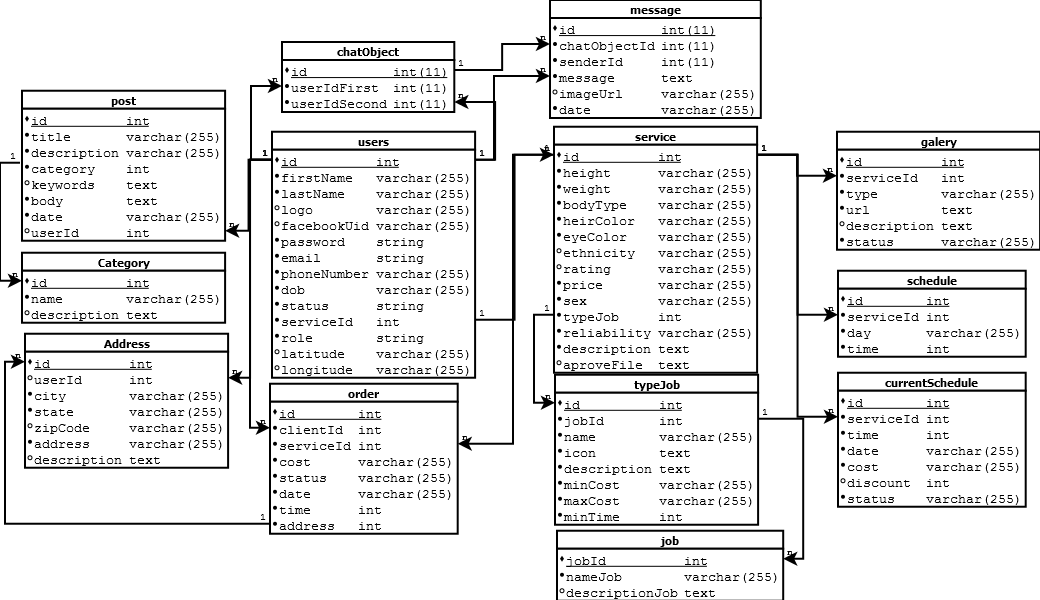 message
id int(11)
chatObjectId int(11)
senderId int(11)
message text
imageUrl varchar(255)
date varchar(255)
chatObject
id int(11)
userIdFirst int(11)
userIdSecond int(11)
post
id int
title varchar(255)
description varchar(255)
category int
keywords text
body text
date varchar(255)
userId int
users
id int
firstName varchar(255)
lastName varchar(255)
logo varchar(255)
facebookUid varchar(255)
password string
email string
phoneNumber varchar(255)
dob varchar(255)
status string
serviceId int
role string
latitude varchar(255)
longitude varchar(255)
service
id int
height varchar(255)
weight varchar(255)
bodyType varchar(255)
heirColor varchar(255)
eyeColor varchar(255)
ethnicity varchar(255)
rating varchar(255)
price varchar(255)
sex varchar(255)
typeJob int
reliability varchar(255)
description text
aproveFile text
galery
id int
serviceId int
type varchar(255)
url text
description text
status varchar(255)
Category
id int
name varchar(255)
description text
schedule
id int
serviceId int
day varchar(255)
time int
Address
id int
userId int
city varchar(255)
state varchar(255)
zipCode varchar(255)
address varchar(255)
description text
order
id int
clientId int
serviceId int
cost varchar(255)
status varchar(255)
date varchar(255)
time int
address int
typeJob
id int
jobId int
name varchar(255)
icon text
description text
minCost varchar(255)
maxCost varchar(255)
minTime int
currentSchedule
id int
serviceId int
time int
date varchar(255)
cost varchar(255)
discount int
status varchar(255)
job
jobId int
nameJob varchar(255)
descriptionJob text
1
1
1
1
1
1
1
1
1
n
n
n
n
n
n
n
n
n
n
n
n
n
n